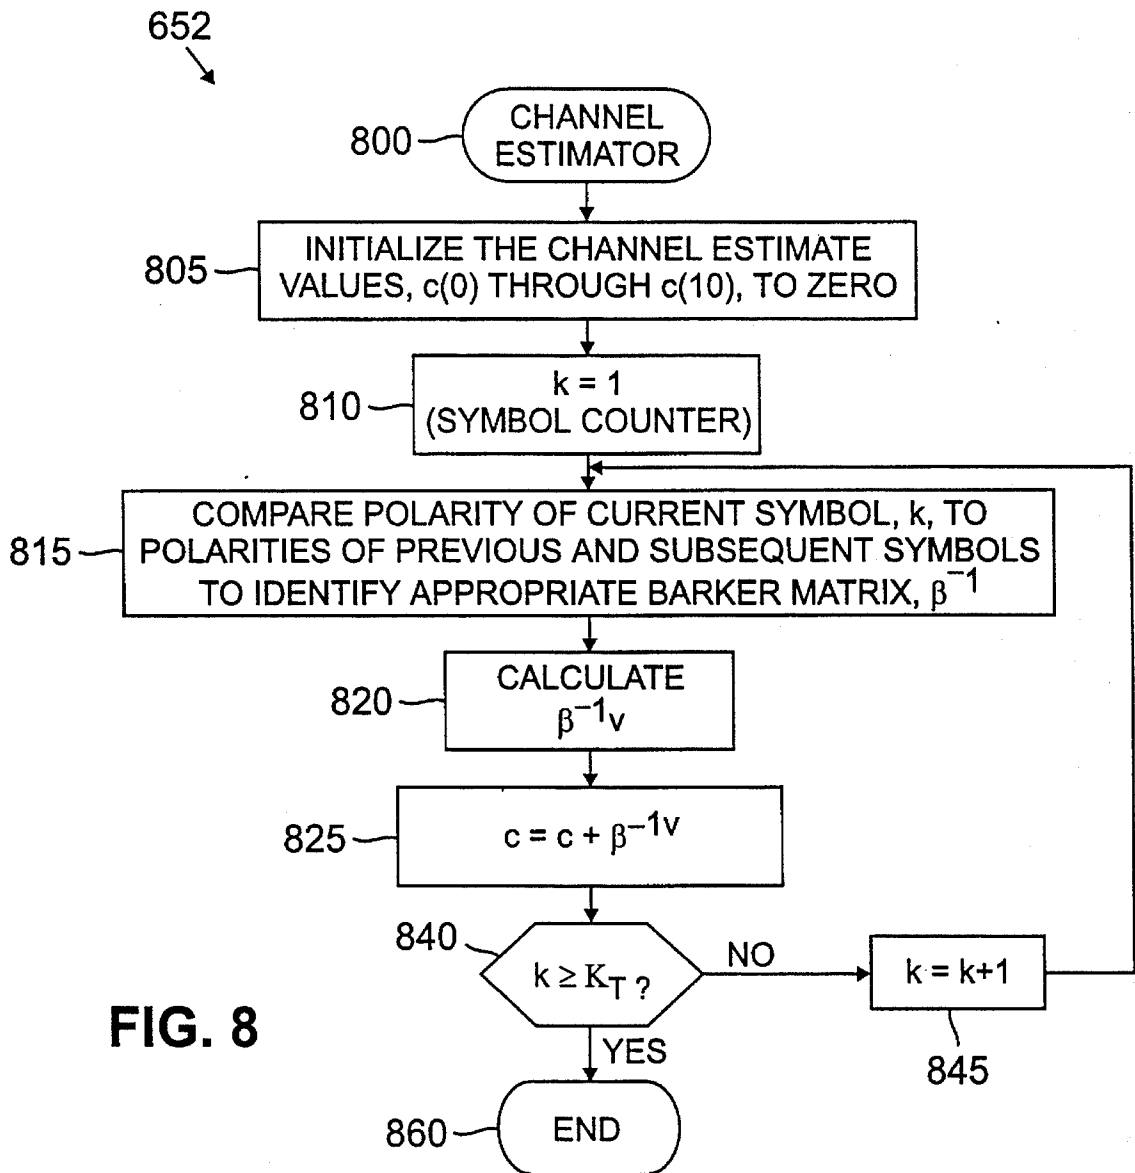 652
800
CHANNEL
ESTIMATOR
805
INITIALIZE THE CHANNEL ESTIMATE
VALUES, c(0) THROUGH c(10), TO ZERO
810
k = 1
(SYMBOL COUNTER)
815
COMPARE POLARITY OF CURRENT SYMBOL, k, TO
POLARITIES OF PREVIOUS AND SUBSEQUENT SYMBOLS
TO IDENTIFY APPROPRIATE BARKER MATRIX, β⁻¹
820
CALCULATE
β⁻¹v
825
c = c + β⁻¹ᵛ
840
k ≥ K_T ?
NO
k = k+1
845
YES
FIG. 8
860
END